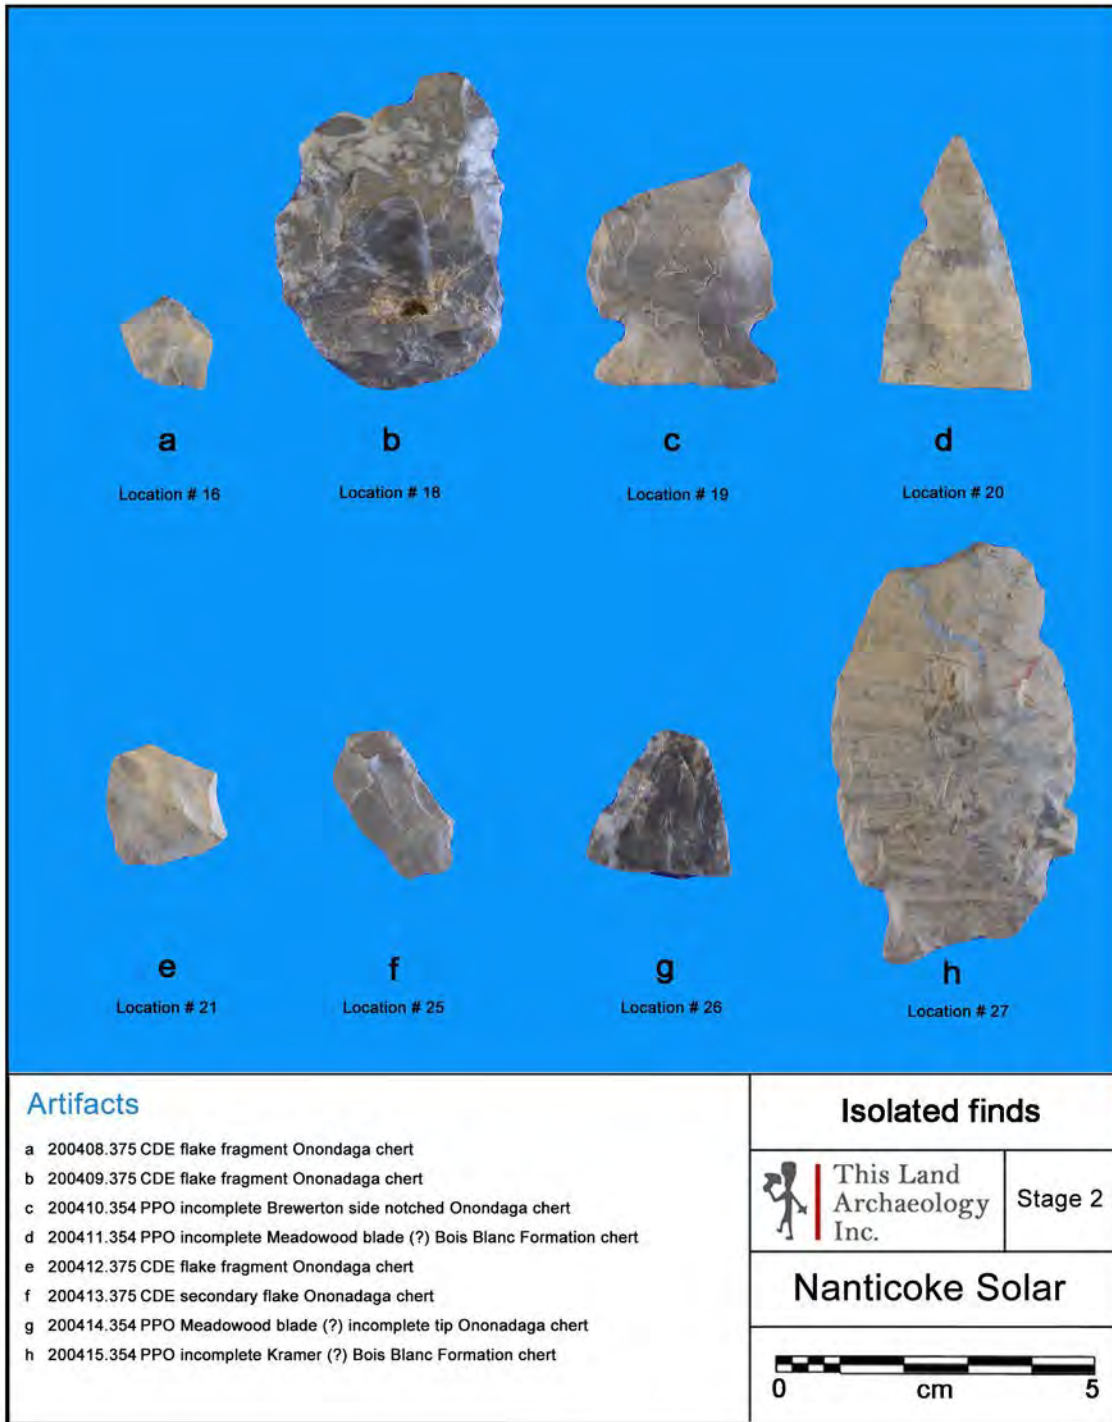 a
b
c
d
Location # 16
Location # 18
Location # 19
Location # 20
e
f
g
h
Location # 21
Location # 25
Location # 26
Location # 27
Artifacts
a 200408.375 CDE flake fragment Onondaga chert
b 200409.375 CDE flake fragment Ononadaga chert
c 200410.354 PPO incomplete Brewerton side notched Onondaga chert
d 200411.354 PPO incomplete Meadowood blade (?) Bois Blanc Formation chert
e 200412.375 CDE flake fragment Onondaga chert
f 200413.375 CDE secondary flake Ononadaga chert
g 200414.354 PPO Meadowood blade (?) incomplete tip Ononadaga chert
h 200415.354 PPO incomplete Kramer (?) Bois Blanc Formation chert
Isolated finds
This Land
Archaeology
Inc.
Stage 2
Nanticoke Solar
0 cm 5